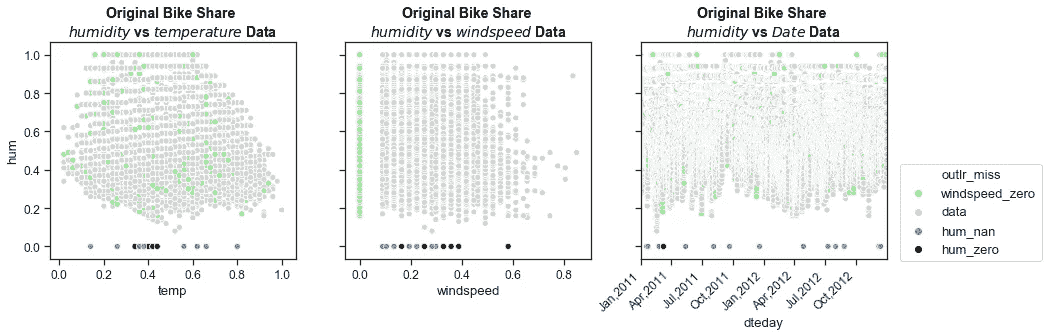 Original Bike Share
humidity vs temperature Data
Original Bike Share
humidity vs windspeed Data
Original Bike Share
humidity vs Date Data
hum
1.0
0.8
0.6
0.4
0.2
0.0
0.0 0.2 0.4 0.6 0.8 1.0
temp
0.0 0.2 0.4 0.6 0.8
windspeed
Jan,2011
Apr,2011
Jul,2011
Oct,2011
Jan,2012
Apr,2012
Jul,2012
Oct,2012
dteday
outlr_miss
windspeed_zero
data
hum_nan
hum_zero